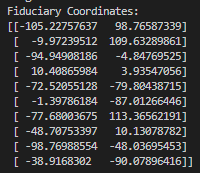 Fiduciary Coordinates:
[[-105.22757637 98.76587339]
[ -9.97239512 109.63289861]
[ -94.94908186 -4.84769525]
[ 10.40865984 3.93547056]
[ -72.52055128 -79.80438715]
[ -1.39786184 -87.01266446]
[ -77.68003675 113.36562191]
[ -48.70753397 10.13078782]
[ -98.76988554 -48.03695453]
[ -38.9168302 -90.07896416]]